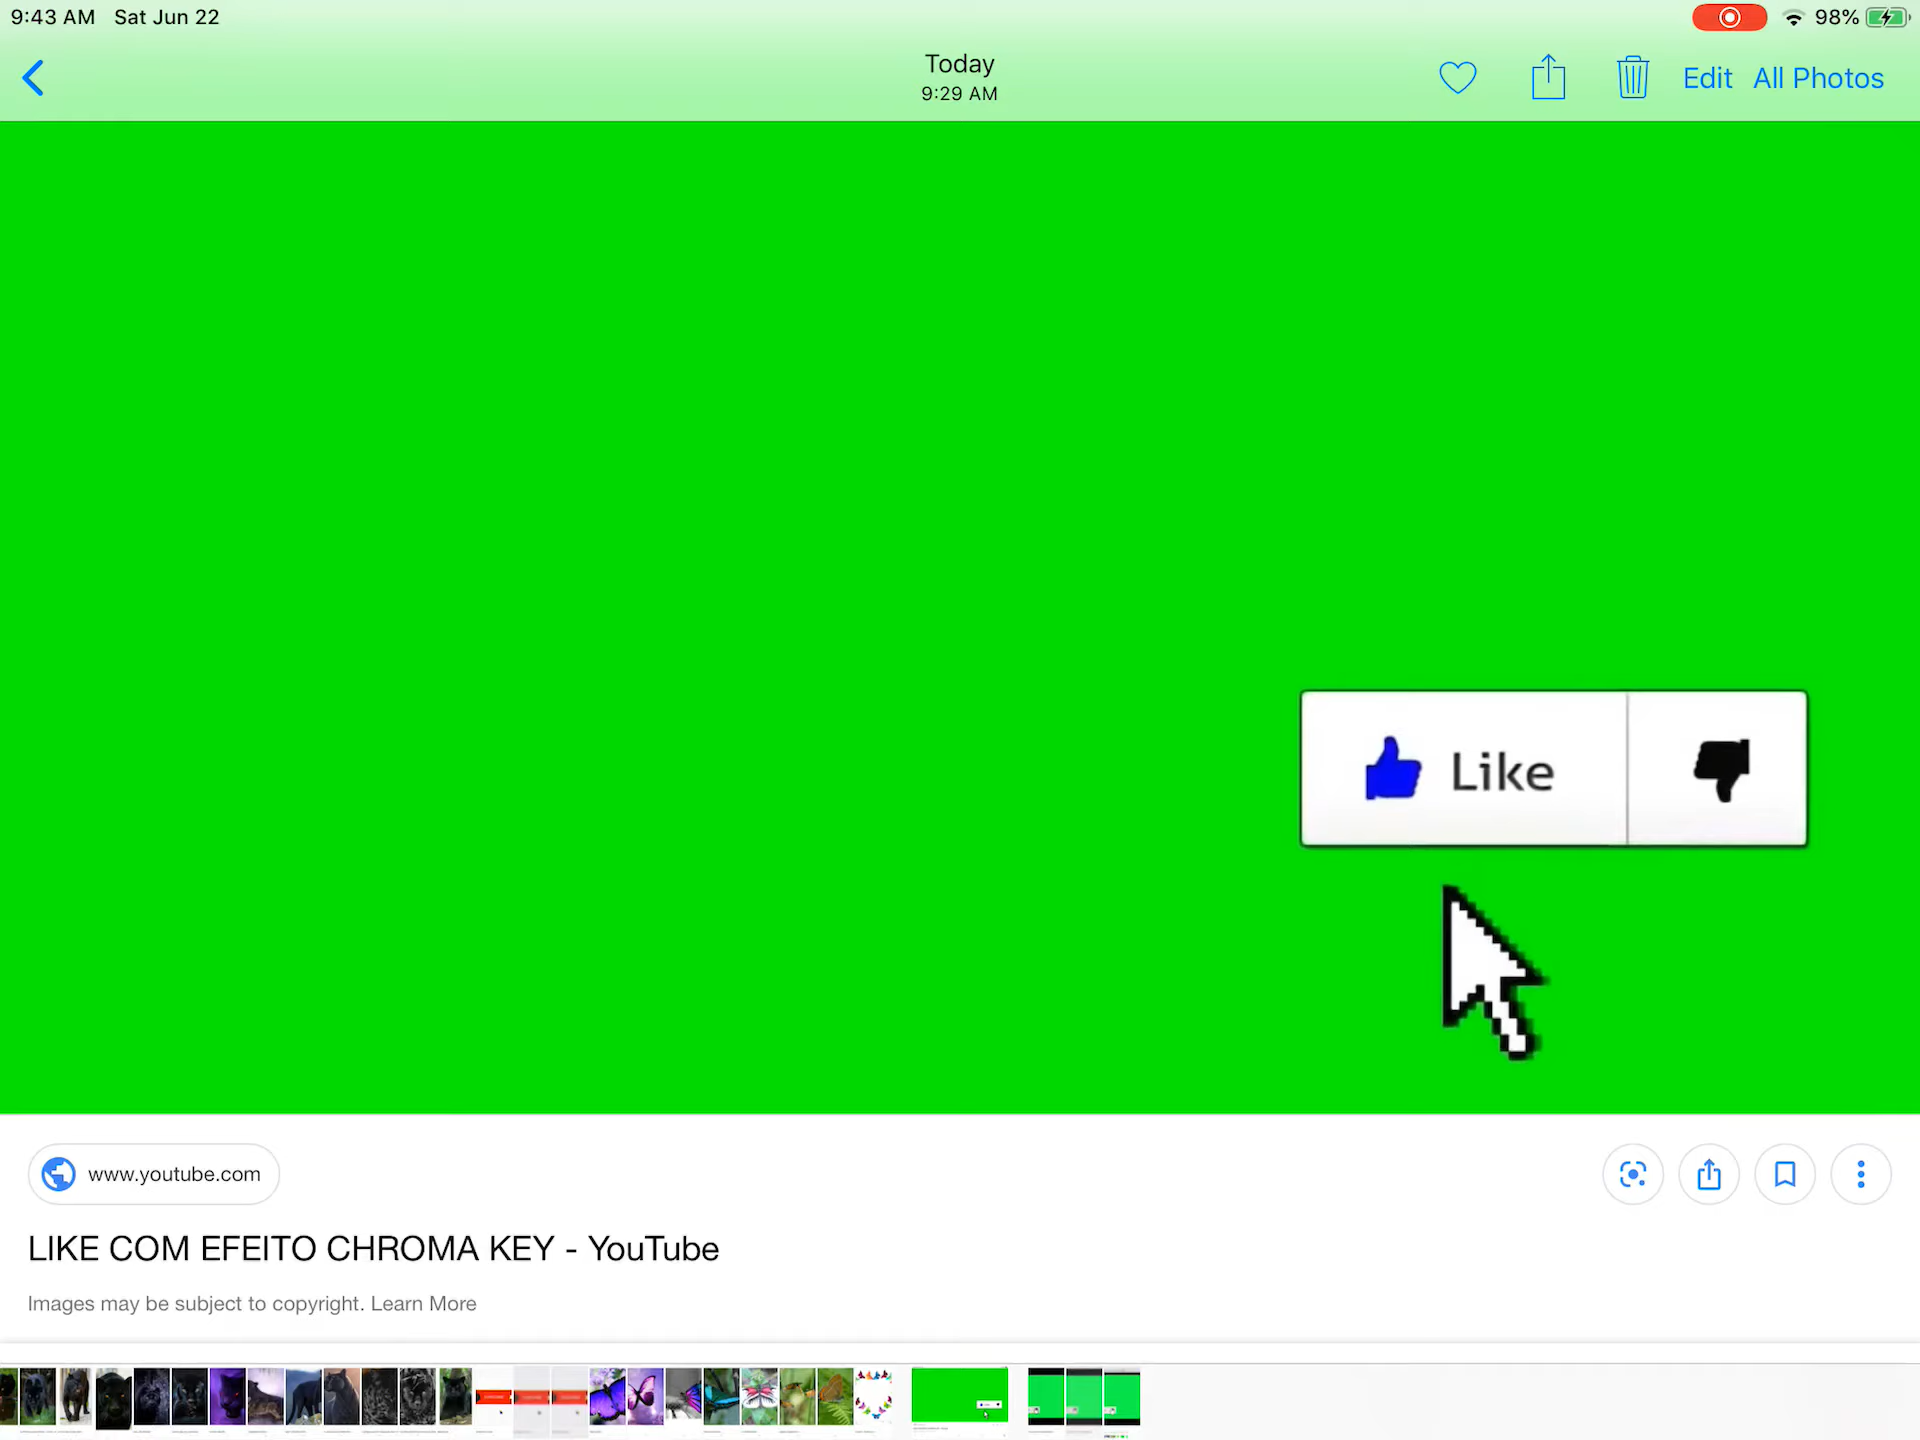 9:43 AM Sat Jun 22
98%
Today
9:29 AM
Edit All Photos
Like
www.youtube.com
LIKE COM EFEITO CHROMA KEY - YouTube
Images may be subject to copyright. Learn More